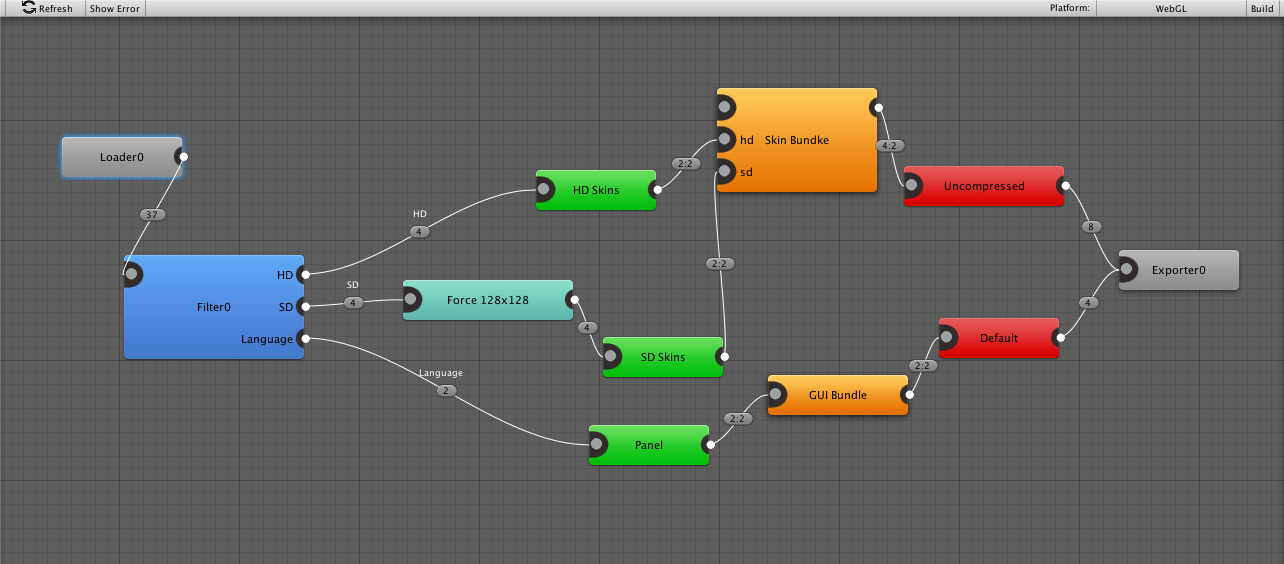 Refresh Show Error Platform: WebGL Build
Loader0
37
Filter0
HD
SD
Language
HD
4
SD
4
Language
2
HD Skins
2:2
Force 128x128
4
SD Skins
2:2
Panel
2:2
Skin Bundke
hd
sd
4:2
GUI Bundle
2:2
Uncompressed
8
Default
4
Exporter0